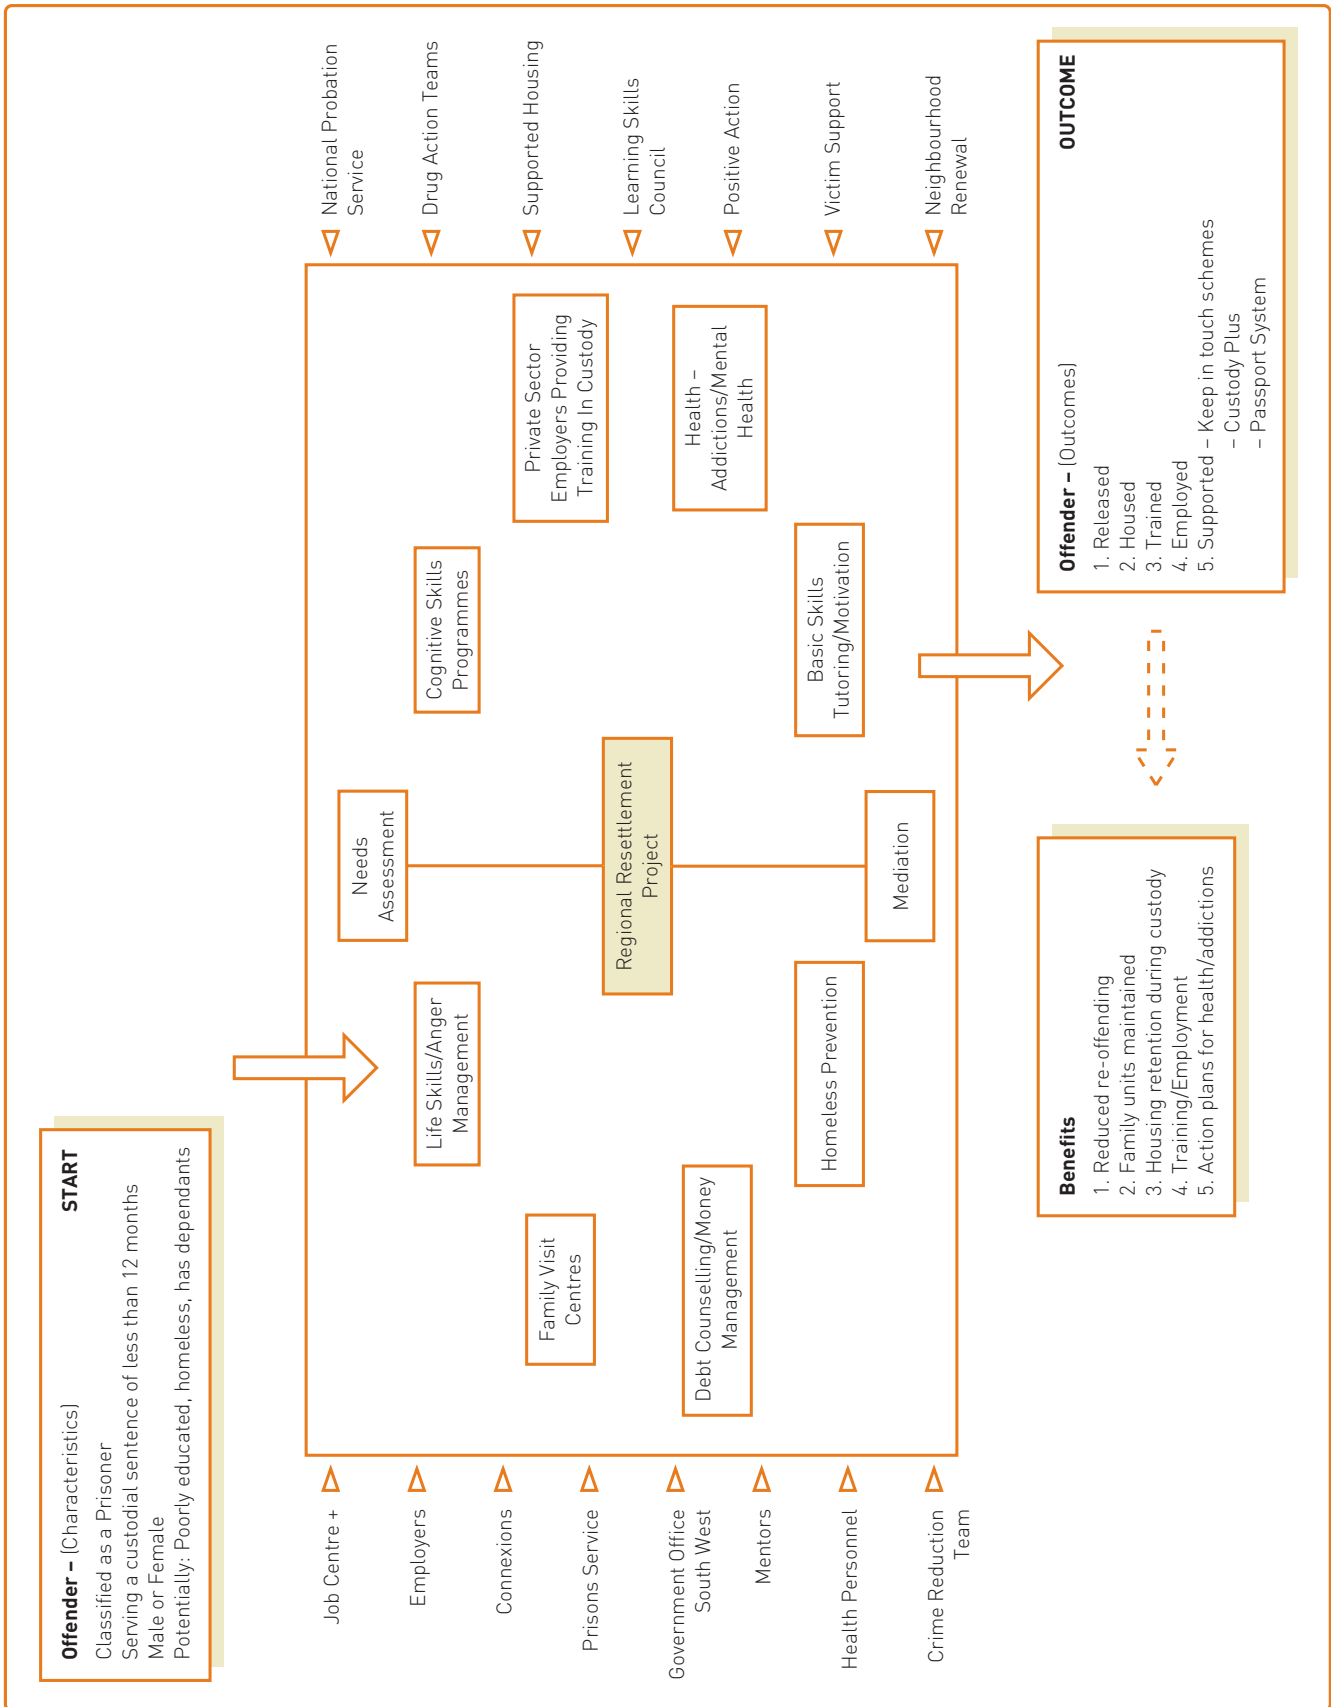 Offender – (Characteristics)
START
Classified as a Prisoner
Serving a custodial sentence of less than 12 months
Male or Female
Potentially: Poorly educated, homeless, has dependants
Job Centre +
Employers
Connexions
Prisons Service
Government Office
South West
Mentors
Health Personnel
Crime Reduction
Team
Needs
Assessment
Life Skills/Anger
Management
Cognitive Skills
Programmes
Family Visit
Centres
Private Sector
Employers Providing
Training In Custody
Regional Resettlement
Project
Debt Counselling/Money
Management
Health –
Addictions/Mental
Health
Homeless Prevention
Basic Skills
Tutoring/Motivation
Mediation
National Probation
Service
Drug Action Teams
Supported Housing
Learning Skills
Council
Positive Action
Victim Support
Neighbourhood
Renewal
Benefits
1. Reduced re-offending
2. Family units maintained
3. Housing retention during custody
4. Training/Employment
5. Action plans for health/addictions
Offender – (Outcomes)
OUTCOME
1. Released
2. Housed
3. Trained
4. Employed
5. Supported – Keep in touch schemes
– Custody Plus
– Passport System